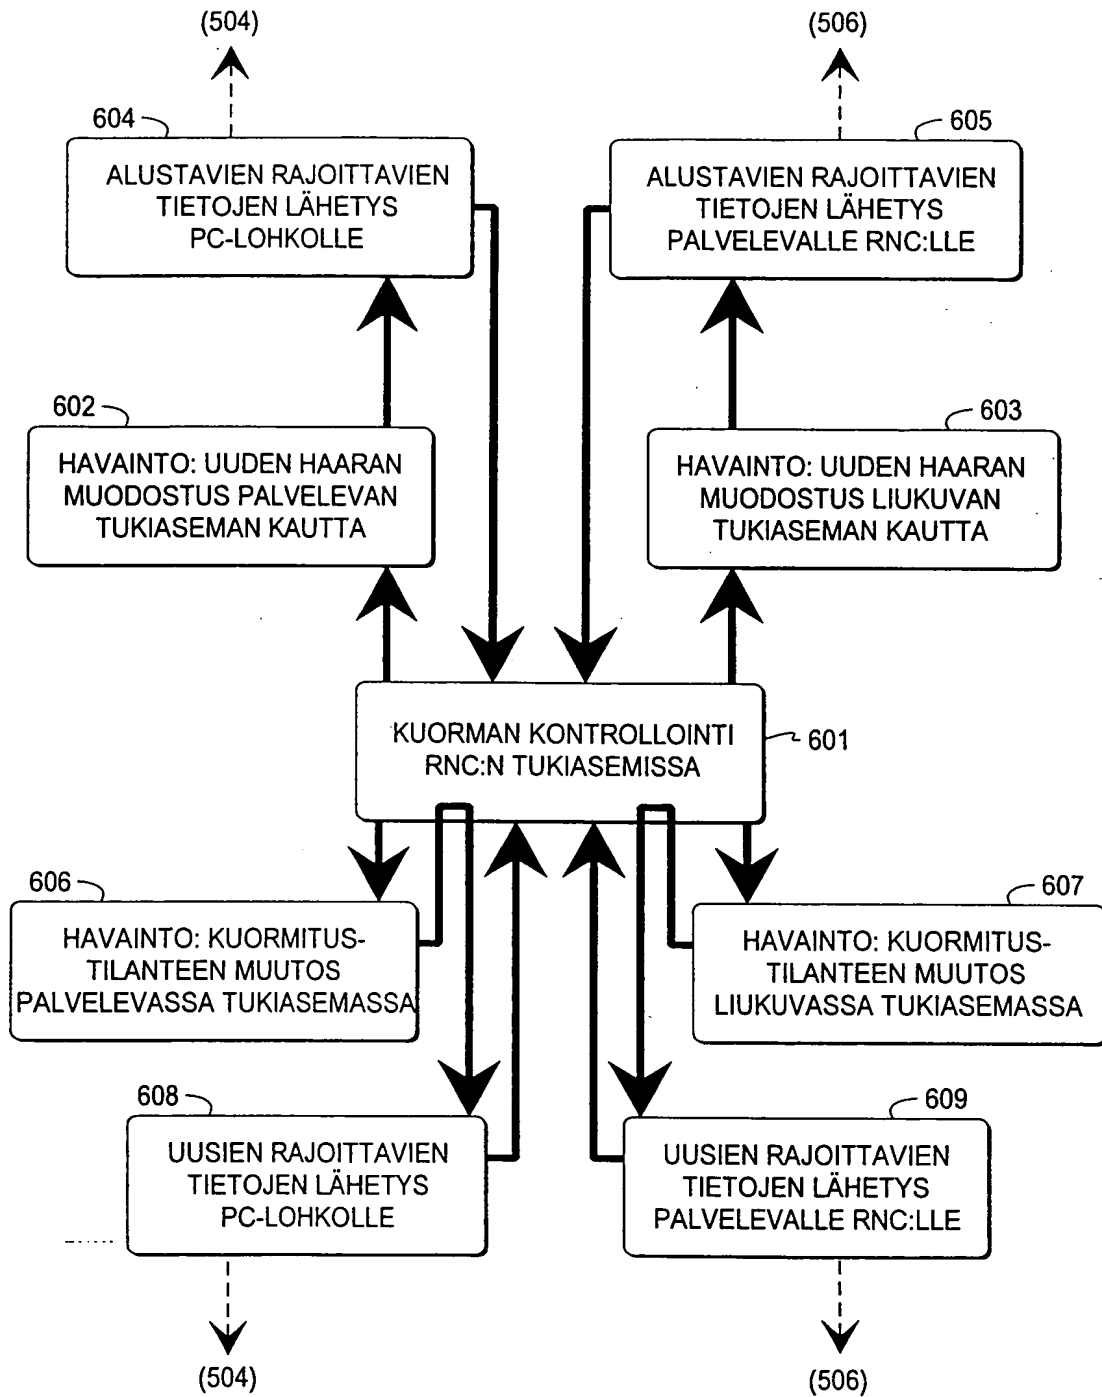 (504)
(506)
604
605
ALUSTAVIEN RAJOITTAVIEN
TIETOJEN LÄHETYS
PC-LOHKOLLE
ALUSTAVIEN RAJOITTAVIEN
TIETOJEN LÄHETYS
PALVELEVALLE RNC:LLE
602
603
HAVAINTO: UUDEN HAARAN
MUODOSTUS PALVELEVAN
TUKIASEMAN KAUTTA
HAVAINTO: UUDEN HAARAN
MUODOSTUS LIUKUVAN
TUKIASEMAN KAUTTA
KUORMAN KONTROLLOINTI
RNC:N TUKIASEMISSA
601
606
607
HAVAINTO: KUORMITUS-
TILANTEEN MUUTOS
PALVELEVASSA TUKIASEMASSA
HAVAINTO: KUORMITUS-
TILANTEEN MUUTOS
LIUKUVASSA TUKIASEMASSA
608
609
UUSIEN RAJOITTAVIEN
TIETOJEN LÄHETYS
PC-LOHKOLLE
UUSIEN RAJOITTAVIEN
TIETOJEN LÄHETYS
PALVELEVALLE RNC:LLE
(504)
(506)